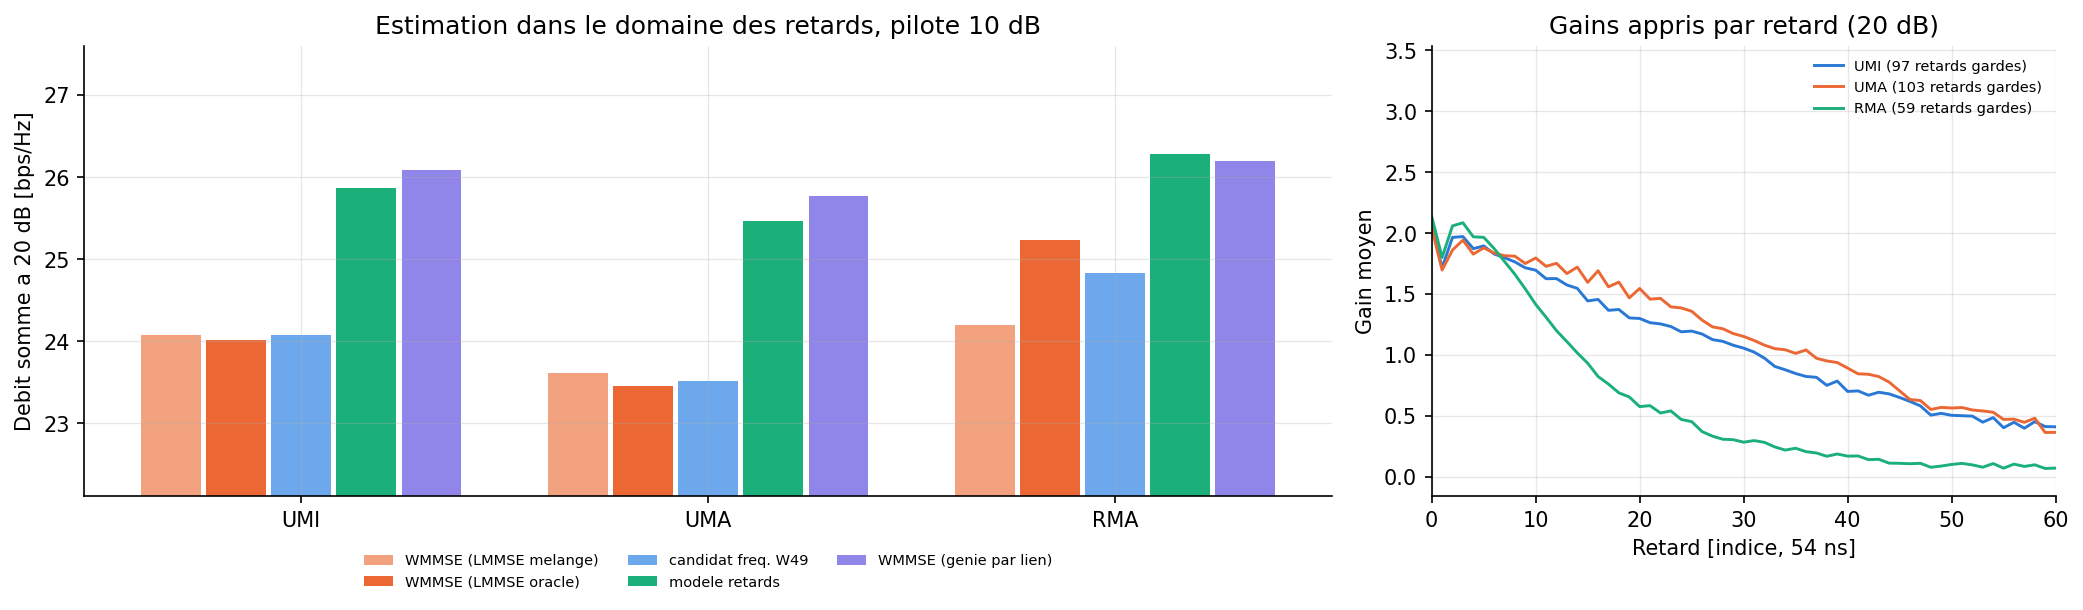 Estimation dans le domaine des retards, pilote 10 dB
Debit somme a 20 dB [bps/Hz]
27
26
25
24
23
UMI
UMA
RMA
WMMSE (LMMSE melange)
WMMSE (LMMSE oracle)
candidat freq. W49
modele retards
WMMSE (genie par lien)
Gains appris par retard (20 dB)
Gain moyen
3.5
3.0
2.5
2.0
1.5
1.0
0.5
0.0
UMI (97 retards gardes)
UMA (103 retards gardes)
RMA (59 retards gardes)
0
10
20
30
40
50
60
Retard [indice, 54 ns]